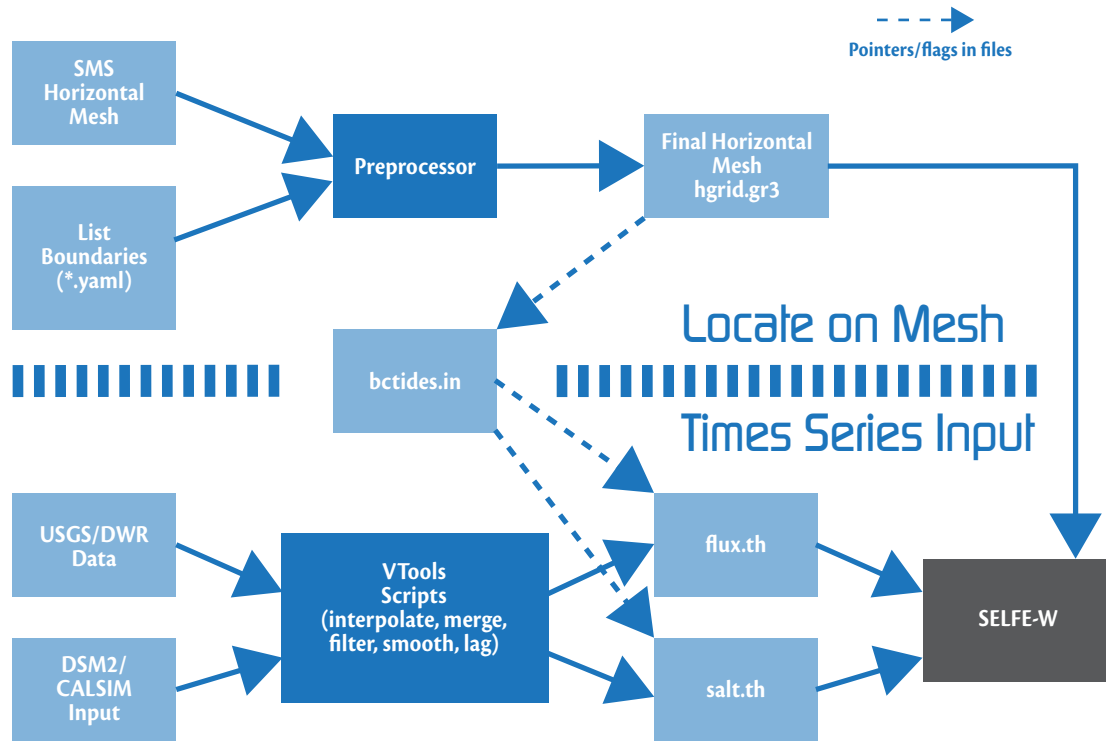 Pointers/flags in files
SMS
Horizontal
Mesh
Preprocessor
Final Horizontal
Mesh
hgrid.gr3
List
Boundaries
(*.yaml)
Locate on Mesh
bctides.in
Times Series Input
USGS/DWR
Data
VTools
Scripts
(interpolate, merge,
filter, smooth, lag)
flux.th
SELFE-W
DSM2/
CALSIM
Input
salt.th